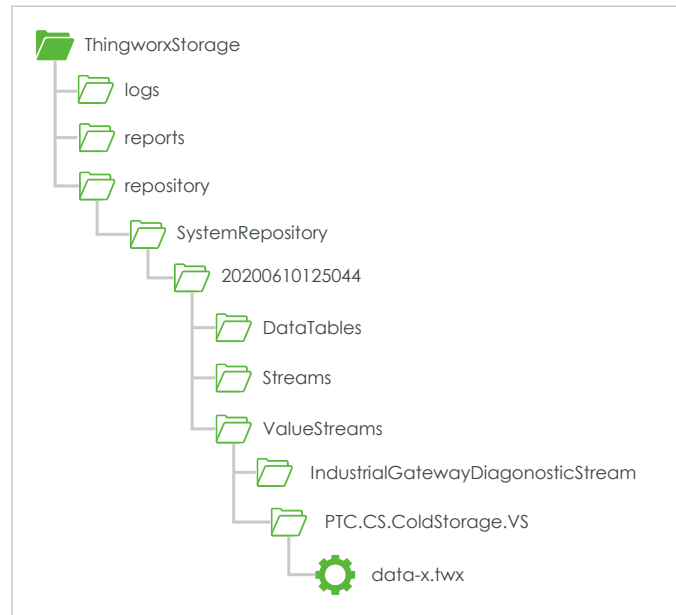 ThingworxStorage
logs
reports
repository
SystemRepository
20200610125044
DataTables
Streams
ValueStreams
IndustrialGatewayDiagonosticStream
PTC.CS.ColdStorage.VS
data-x.twx